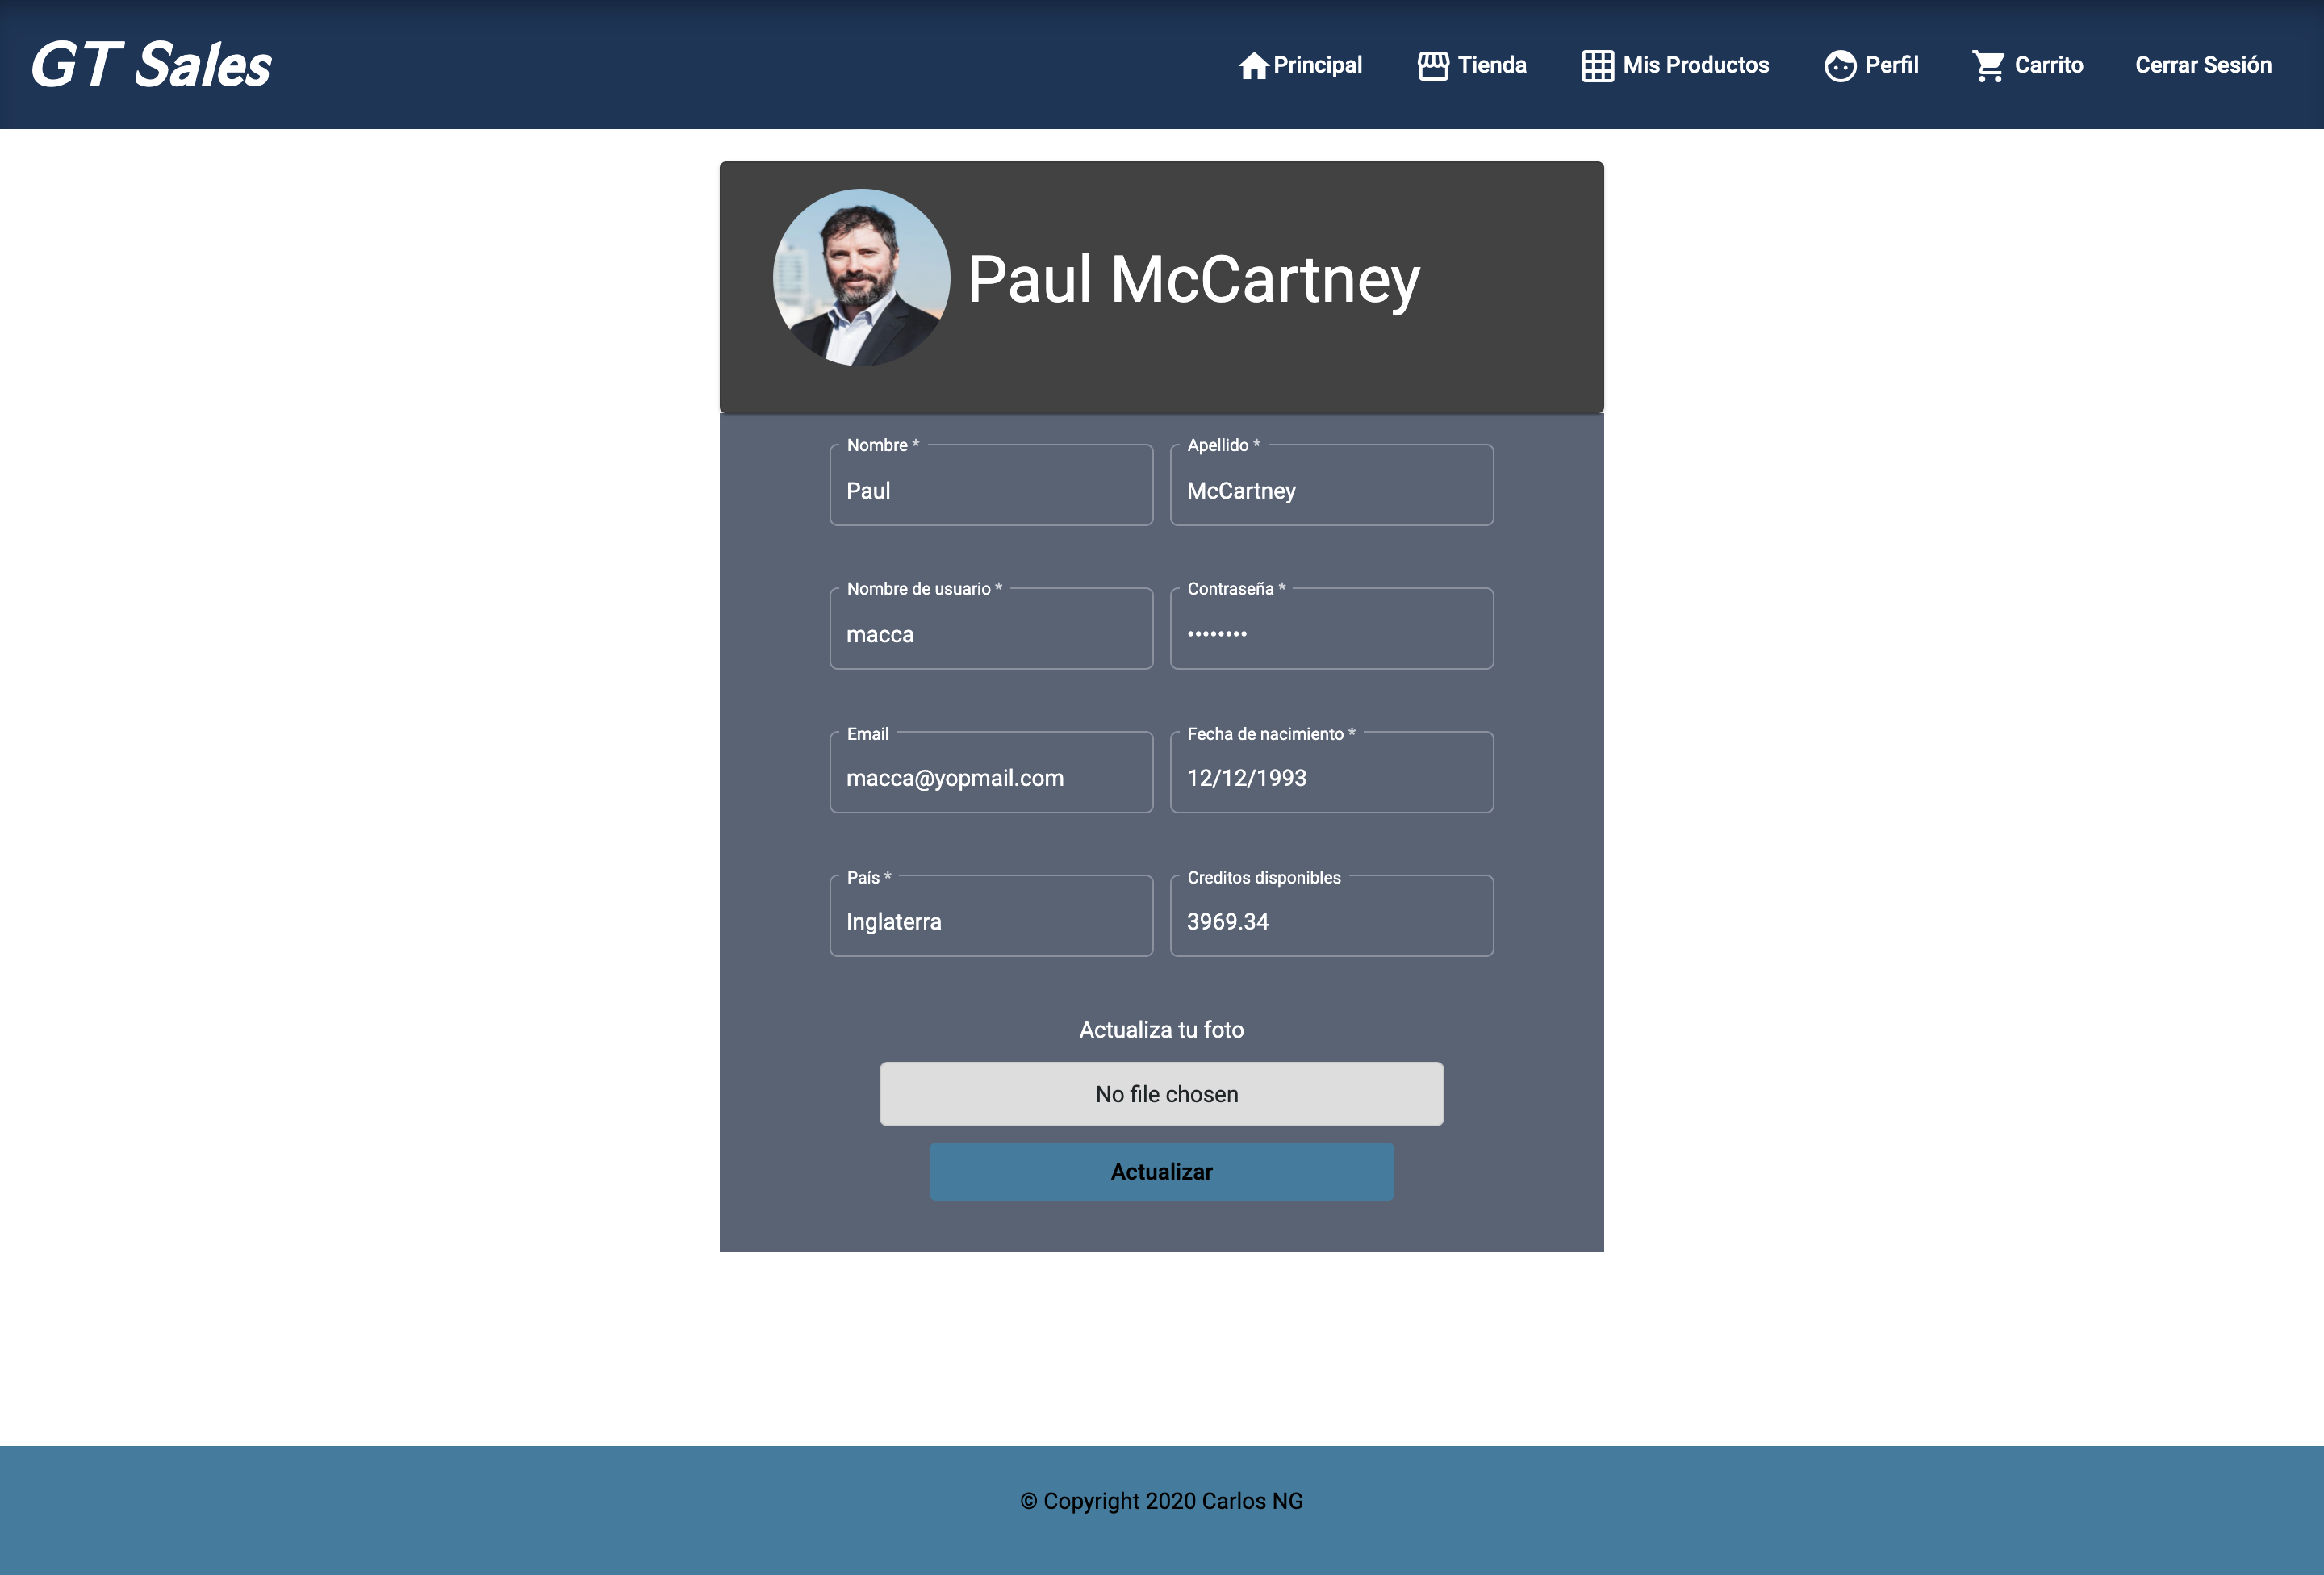 GT Sales
Principal
Tienda
Mis Productos
Perfil
Carrito
Cerrar Sesión
Paul McCartney
Nombre *
Paul
Apellido *
McCartney
Nombre de usuario *
macca
Contraseña *
••••••••
Email
macca@yopmail.com
Fecha de nacimiento *
12/12/1993
País *
Inglaterra
Creditos disponibles
3969.34
Actualiza tu foto
No file chosen
Actualizar
© Copyright 2020 Carlos NG